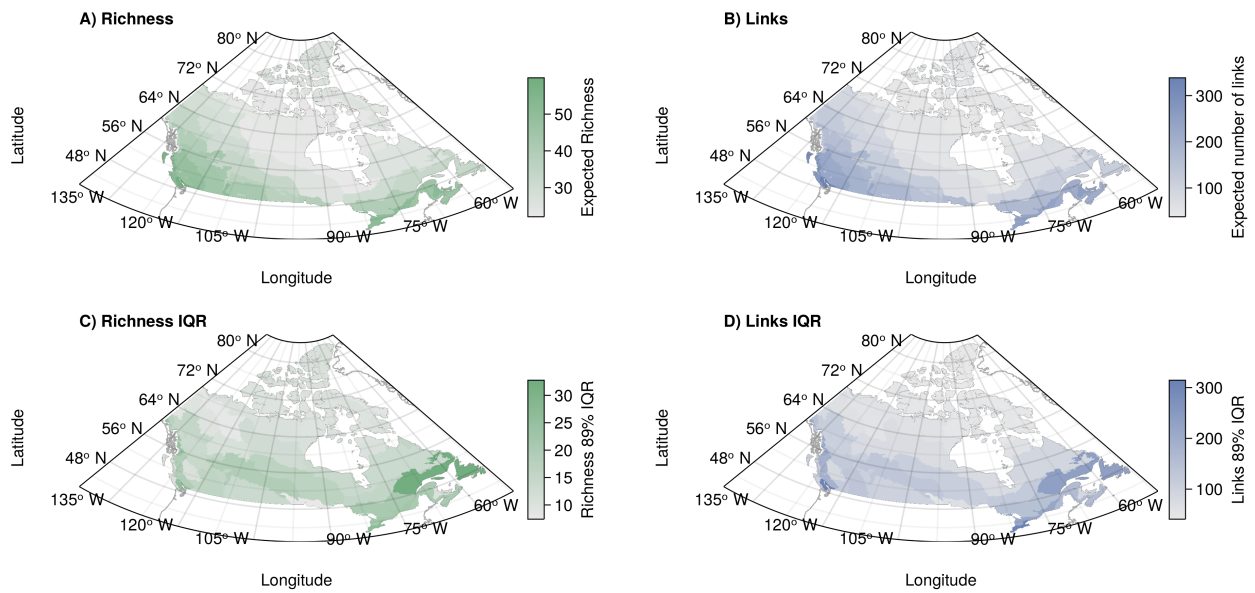 A) Richness
80° N
72° N
64° N
56° N
48° N
135° W
120° W
105° W
90° W
75° W
60° W
Latitude
Longitude
50
40
30
Expected Richness
B) Links
80° N
72° N
64° N
56° N
48° N
135° W
120° W
105° W
90° W
75° W
60° W
Latitude
Longitude
300
200
100
Expected number of links
C) Richness IQR
80° N
72° N
64° N
56° N
48° N
135° W
120° W
105° W
90° W
75° W
60° W
Latitude
Longitude
30
25
20
15
10
Richness 89% IQR
D) Links IQR
80° N
72° N
64° N
56° N
48° N
135° W
120° W
105° W
90° W
75° W
60° W
Latitude
Longitude
300
200
100
Links 89% IQR